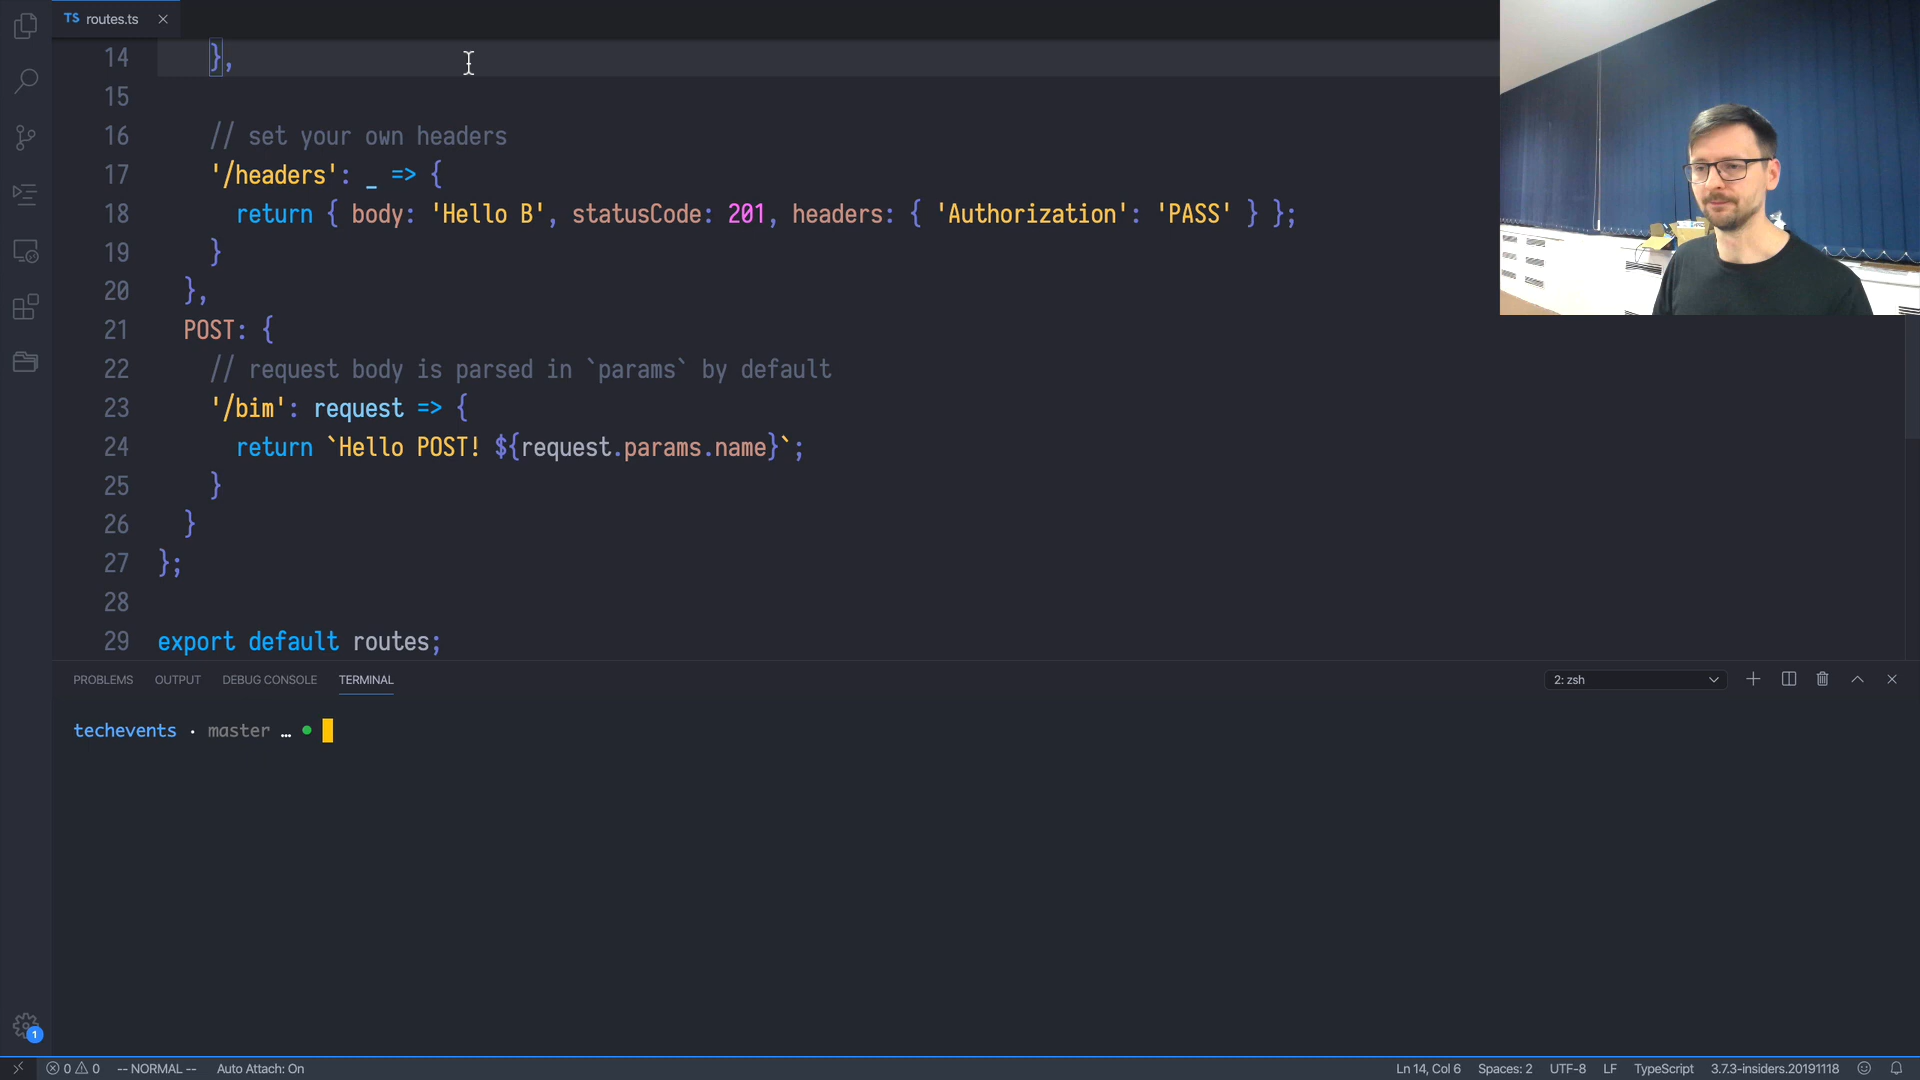 TS routes.ts
14 },
15
16 // set your own headers
17 '/headers': _ => {
18 return { body: 'Hello B', statusCode: 201, headers: { 'Authorization': 'PASS' } };
19 }
20 },
21 POST: {
22 // request body is parsed in `params` by default
23 '/bim': request => {
24 return `Hello POST! ${request.params.name}`;
25 }
26 }
27 };
28
29 export default routes;
PROBLEMS OUTPUT DEBUG CONSOLE TERMINAL 2: zsh
techevents · master …
1
0 0 -- NORMAL -- Auto Attach: On Ln 14, Col 6 Spaces: 2 UTF-8 LF TypeScript 3.7.3-insiders.20191118